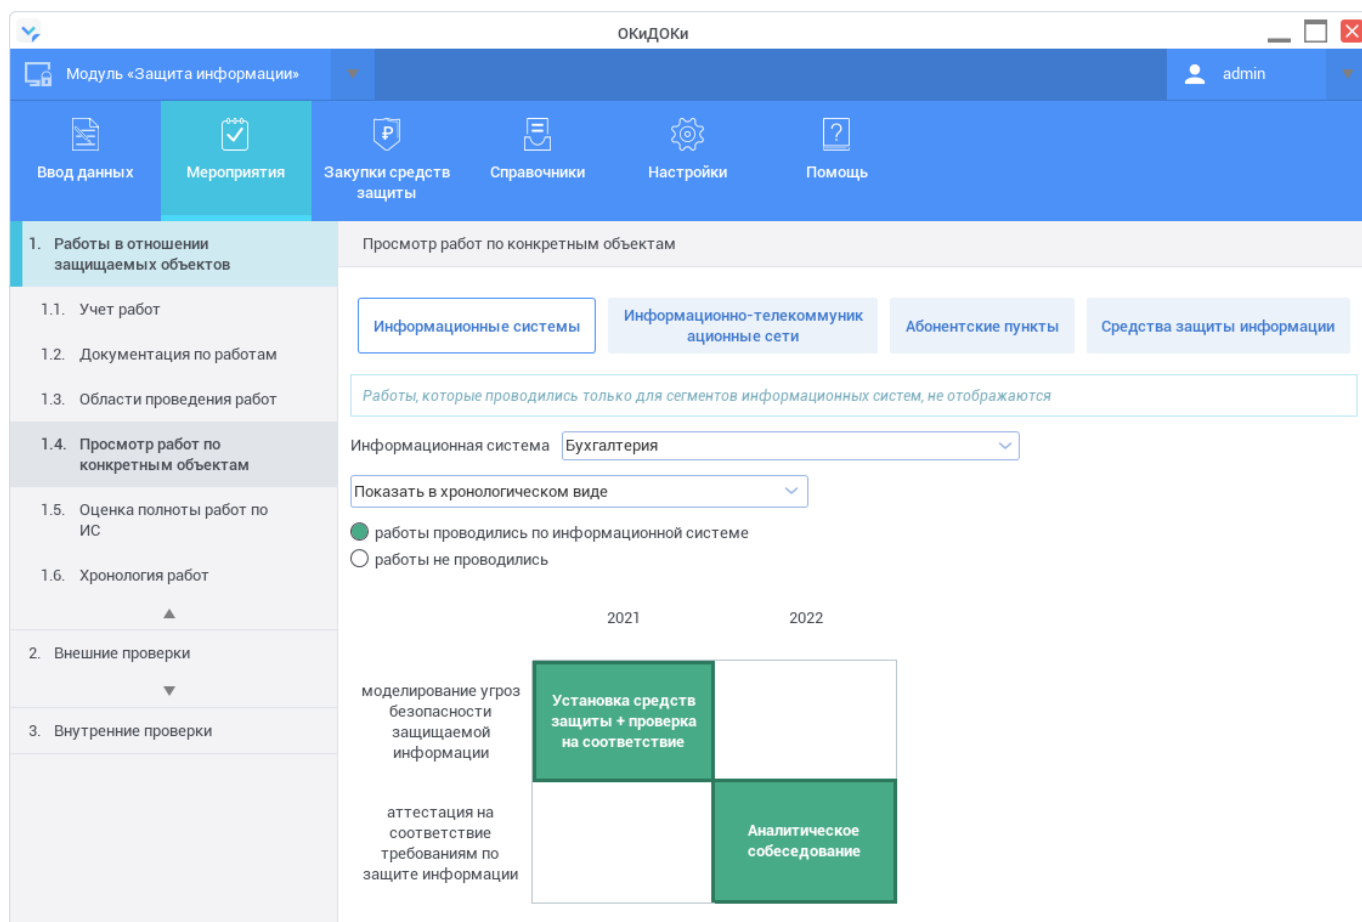 ОКиДОКи
Модуль «Защита информации»
admin
Ввод данных
Мероприятия
Закупки средств
защиты
Справочники
Настройки
Помощь
1. Работы в отношении
защищаемых объектов
1.1. Учет работ
1.2. Документация по работам
1.3. Области проведения работ
1.4. Просмотр работ по
конкретным объектам
1.5. Оценка полноты работ по
ИС
1.6. Хронология работ
2. Внешние проверки
3. Внутренние проверки
Просмотр работ по конкретным объектам
Информационные системы
Информационно-телекоммуник
ационные сети
Абонентские пункты
Средства защиты информации
Работы, которые проводились только для сегментов информационных систем, не отображаются
Информационная система Бухгалтерия
Показать в хронологическом виде
работы проводились по информационной системе
работы не проводились
2021 2022
моделирование угроз
безопасности
защищаемой
информации
Установка средств
защиты + проверка
на соответствие
аттестация на
соответствие
требованиям по
защите информации
Аналитическое
собеседование